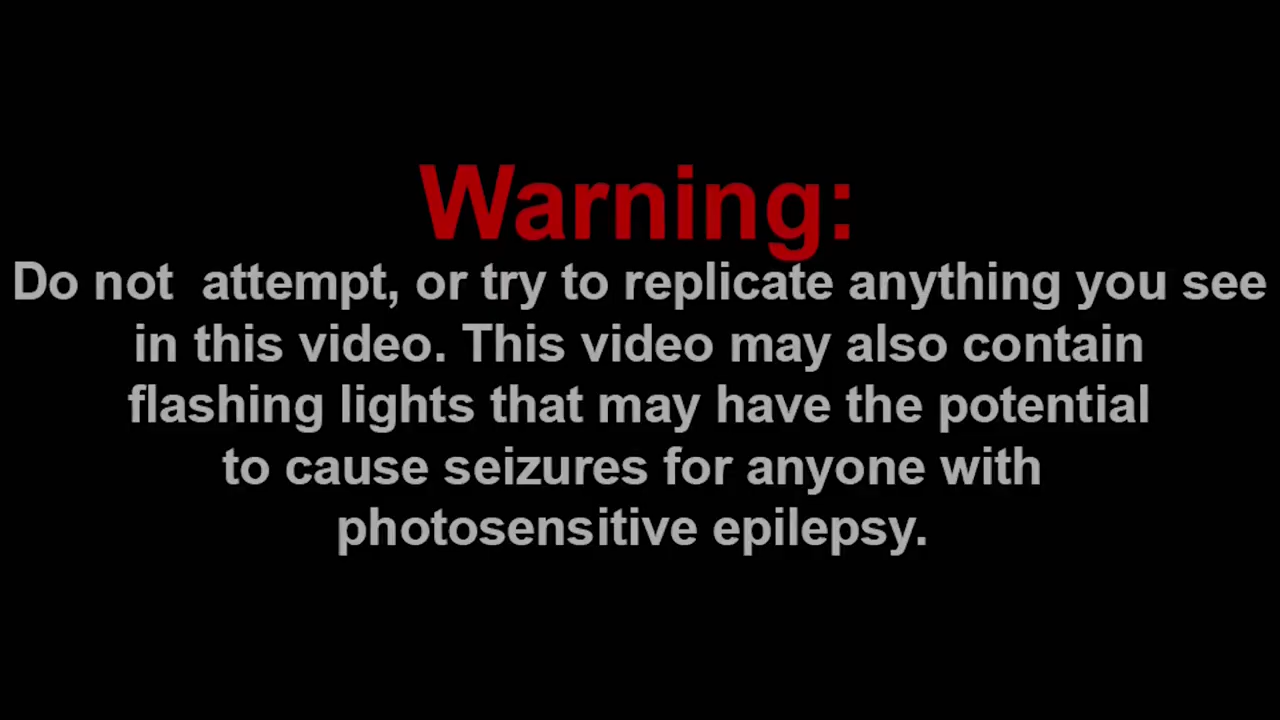 Warning:
Do not  attempt, or try to replicate anything you see
in this video. This video may also contain
flashing lights that may have the potential
to cause seizures for anyone with
photosensitive epilepsy.